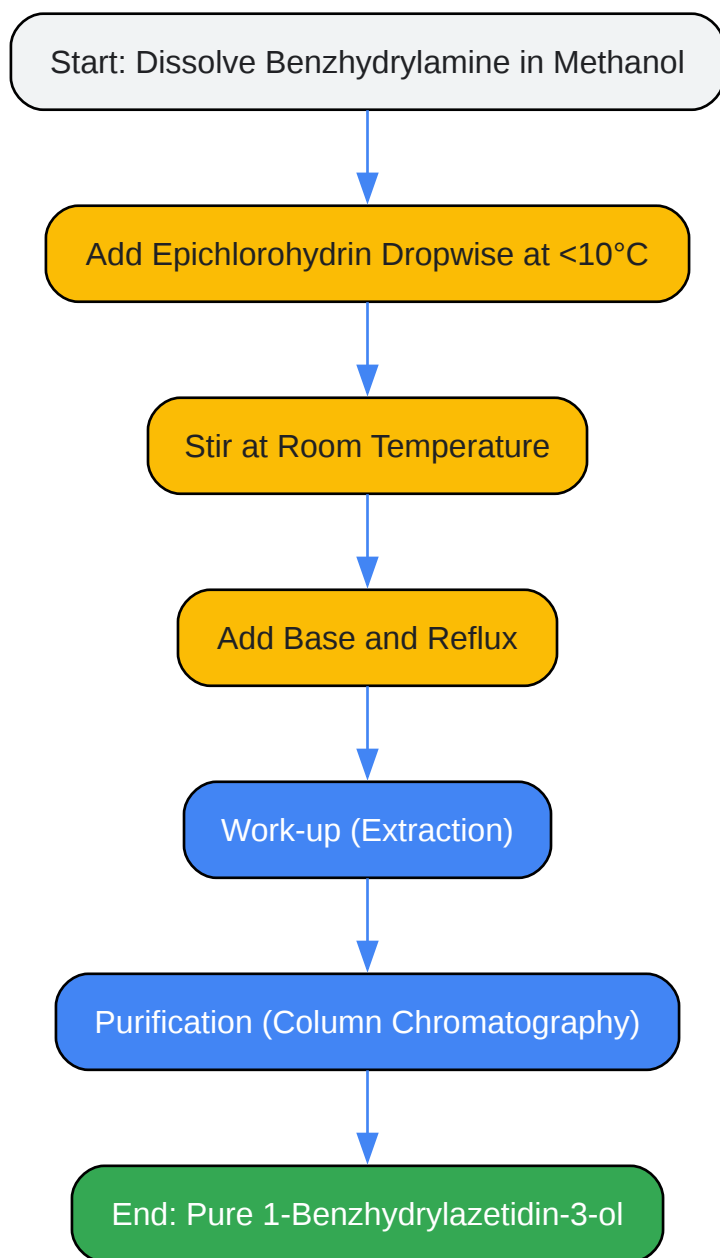 Start: Dissolve Benzhydrylamine in Methanol
Add Epichlorohydrin Dropwise at <10°C
Stir at Room Temperature
Add Base and Reflux
Work-up (Extraction)
Purification (Column Chromatography)
End: Pure 1-Benzhydrylazetidin-3-ol